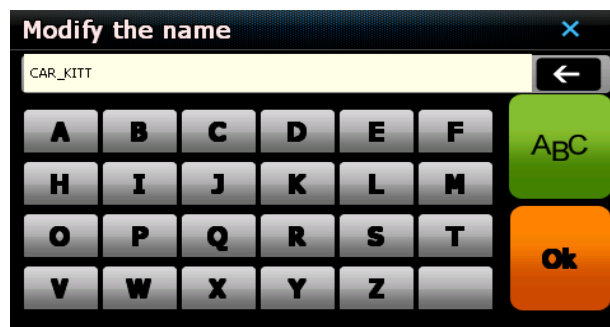 Modify the name
CAR_KITT
A B C D E F
H I J K L M
O P Q R S T
V W X Y Z
ABC
Ok